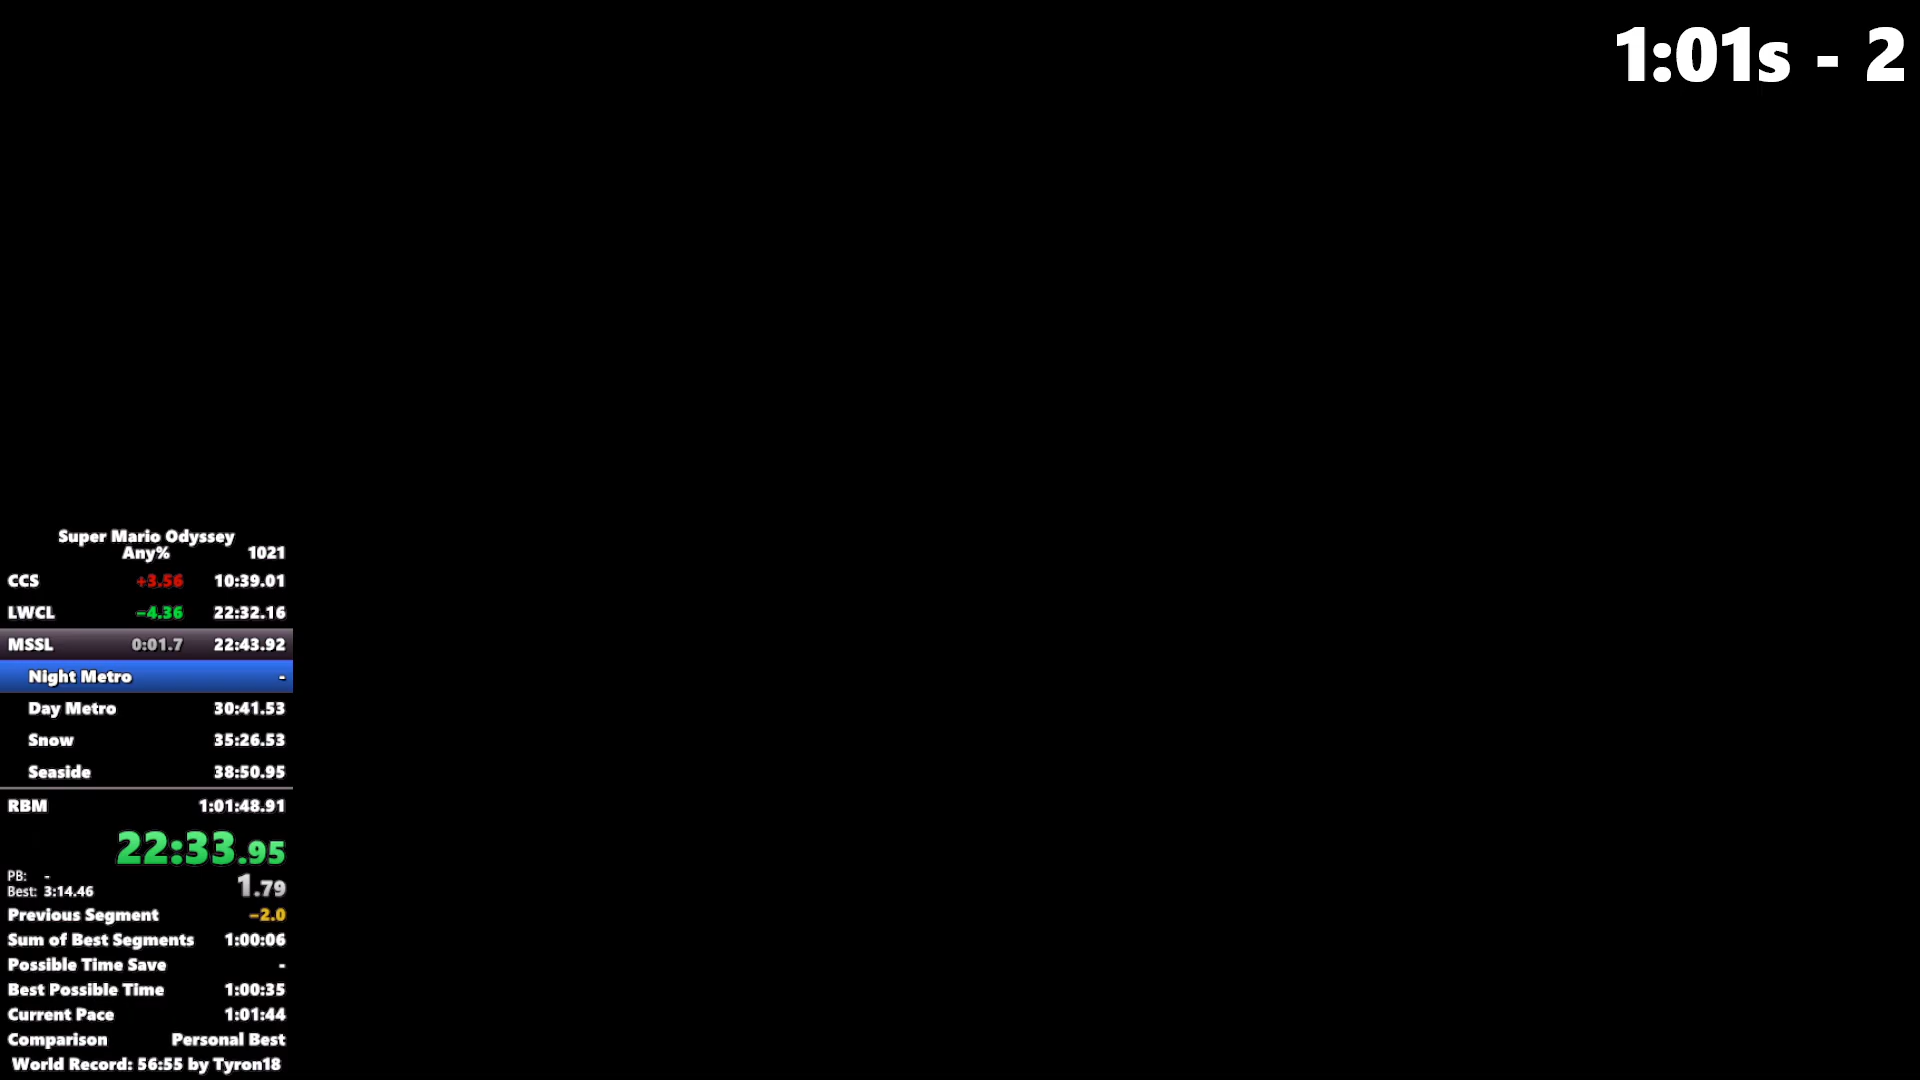 1:01s - 2
Super Mario Odyssey
Any% 1021
CCS +3.56 10:39.01
LWCL −4.36 22:32.16
MSSL 0:01.7 22:43.92
Night Metro -
Day Metro 30:41.53
Snow 35:26.53
Seaside 38:50.95
RBM 1:01:48.91
22:33.95
PB: -
1.79
Best: 3:14.46
Previous Segment −2.0
Sum of Best Segments 1:00:06
Possible Time Save -
Best Possible Time 1:00:35
Current Pace 1:01:44
Comparison Personal Best
World Record: 56:55 by Tyron18